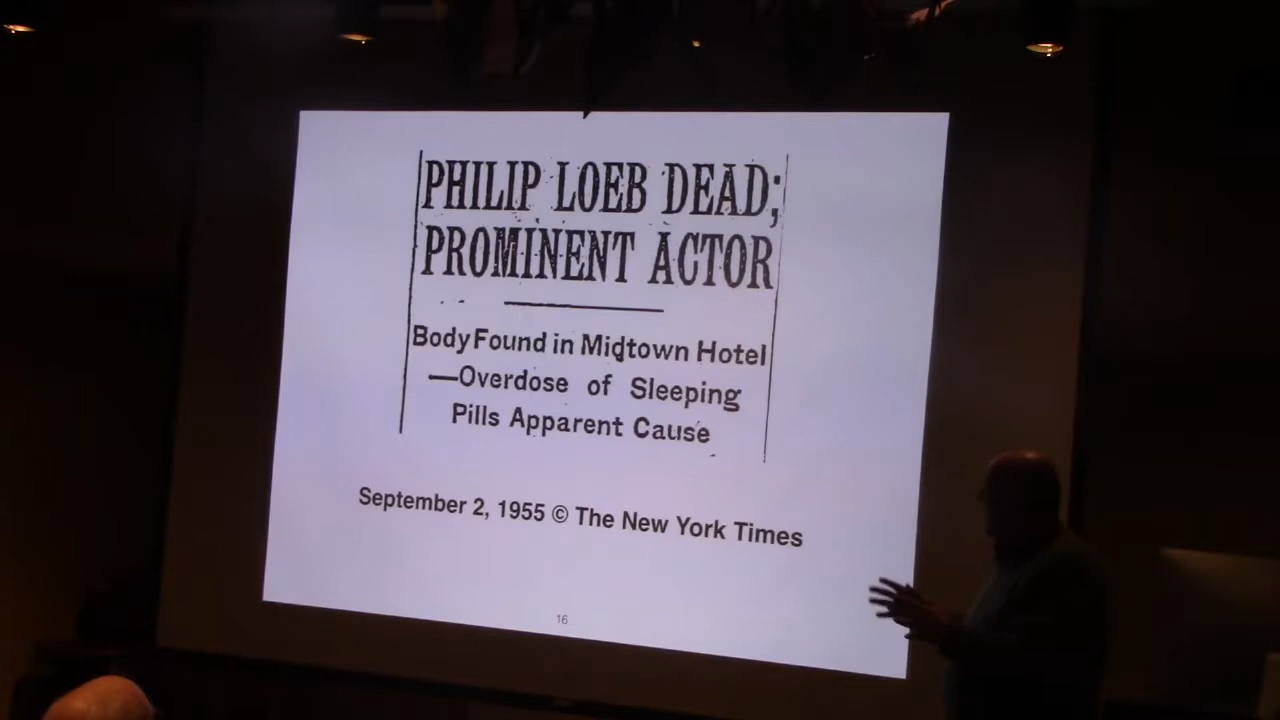 PHILIP LOEB DEAD;
PROMINENT ACTOR
Body Found in Midtown Hotel
—Overdose of Sleeping
Pills Apparent Cause
September 2, 1955 © The New York Times
16